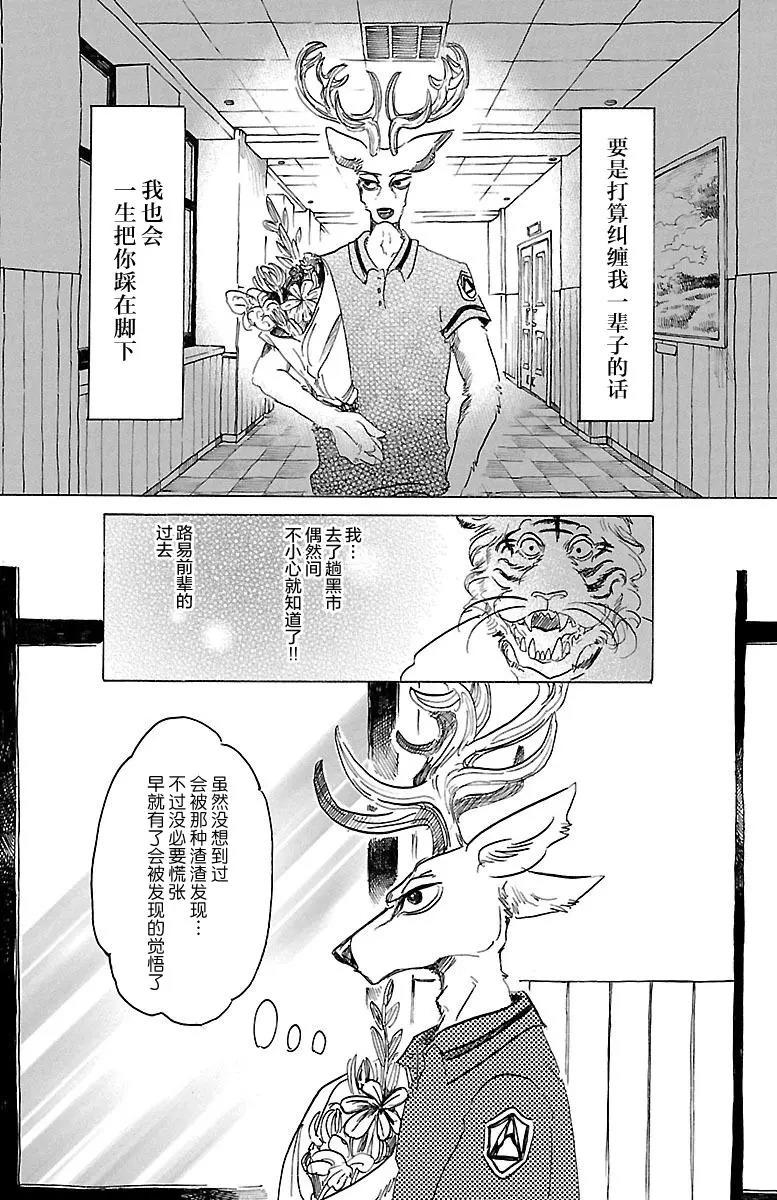 要是打算纠缠我一辈子的话
我也会
一生把你踩在脚下
我…
去了趟黑市
偶然间
不小心就知道了!!
路易前辈的
过去
虽然没想到过
会被那种渣渣发现…
不过没必要慌张
早就有了会被发现的觉悟了